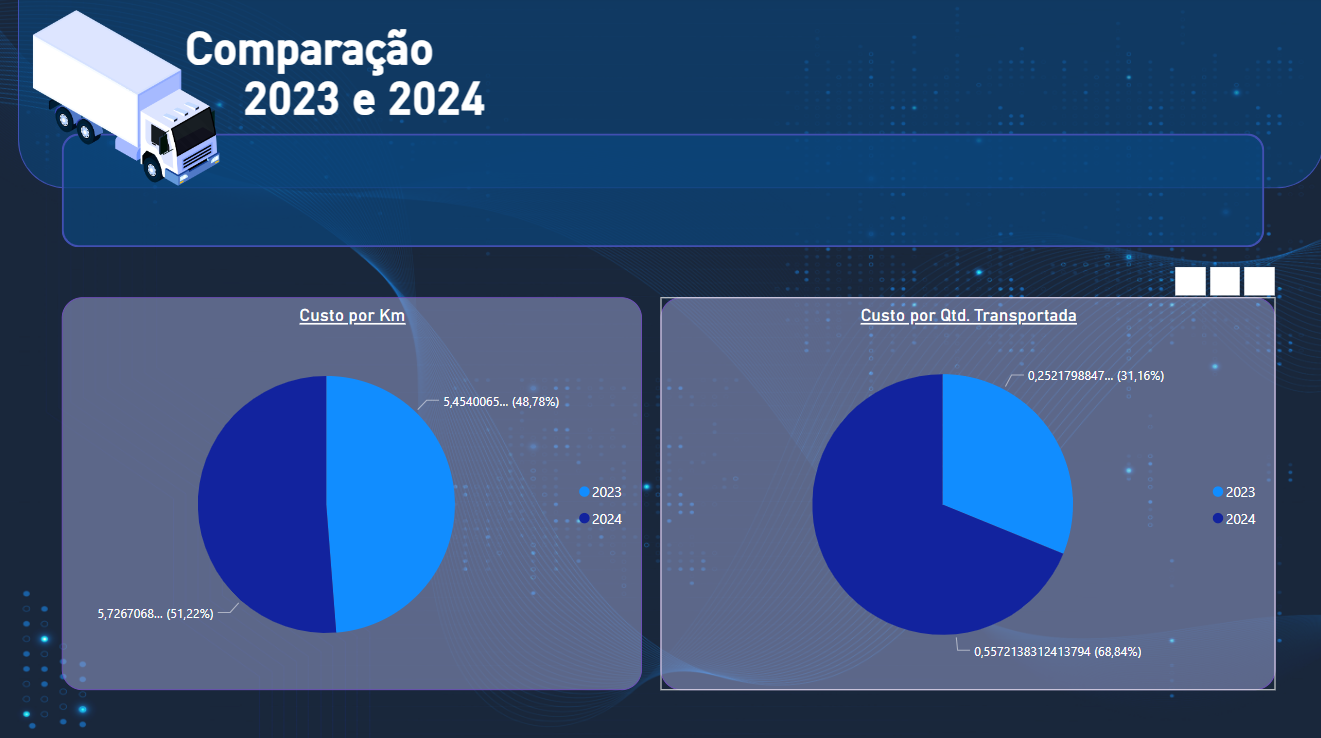 Comparação
2023 e 2024
Custo por Km
5,4540065... (48,78%)
2023
2024
5,7267068... (51,22%)
Custo por Qtd. Transportada
0,2521798847... (31,16%)
2023
2024
0,5572138312413794 (68,84%)